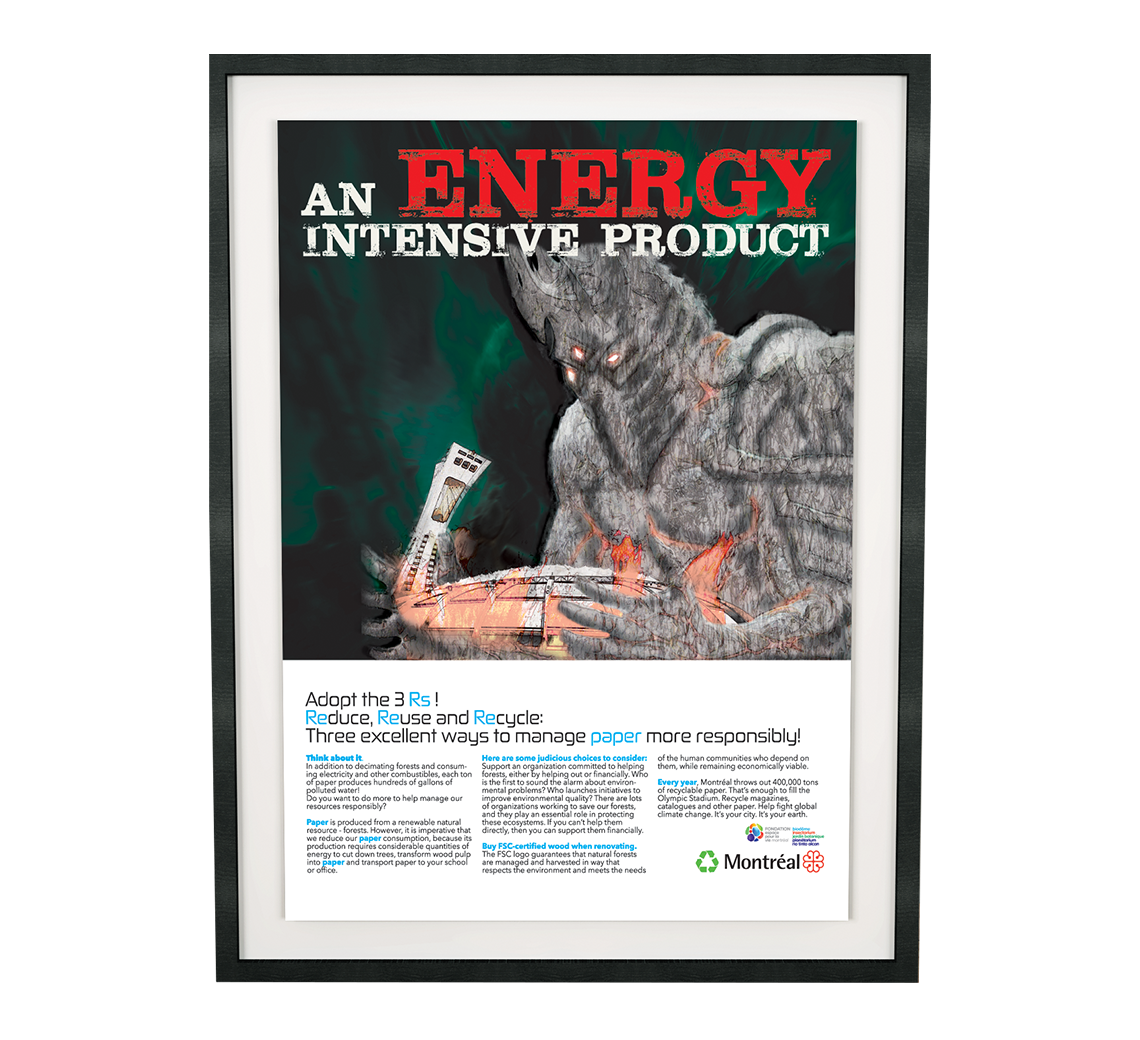 AN ENERGY
INTENSIVE PRODUCT
Adopt the 3 Rs !
Reduce, Reuse and Recycle:
Three excellent ways to manage paper more responsibly!
Think about it.
In addition to decimating forests and consum-
ing electricity and other combustibles, each ton
of paper produces hundreds of gallons of
polluted water!
Do you want to do more to help manage our
resources responsibly?
Paper is produced from a renewable natural
resource - forests. However, it is imperative that
we reduce our paper consumption, because its
production requires considerable quantities of
energy to cut down trees, transform wood pulp
into paper and transport paper to your school
or office.
Here are some judicious choices to consider:
Support an organization committed to helping
forests, either by helping out or financially. Who
is the first to sound the alarm about environ-
mental problems? Who launches initiatives to
improve environmental quality? There are lots
of organizations working to save our forests,
and they play an essential role in protecting
these ecosystems. If you can't help them
directly, then you can support them financially.
Buy FSC-certified wood when renovating.
The FSC logo guarantees that natural forests
are managed and harvested in way that
respects the environment and meets the needs
of the human communities who depend on
them, while remaining economically viable.
Every year, Montréal throws out 400,000 tons
of recyclable paper. That's enough to fill the
Olympic Stadium. Recycle magazines,
catalogues and other paper. Help fight global
climate change. It's your city. It's your earth.
FONDATION
biodôme
insectarium
jardin botanique
planétarium
rio tinto alcan
Montréal